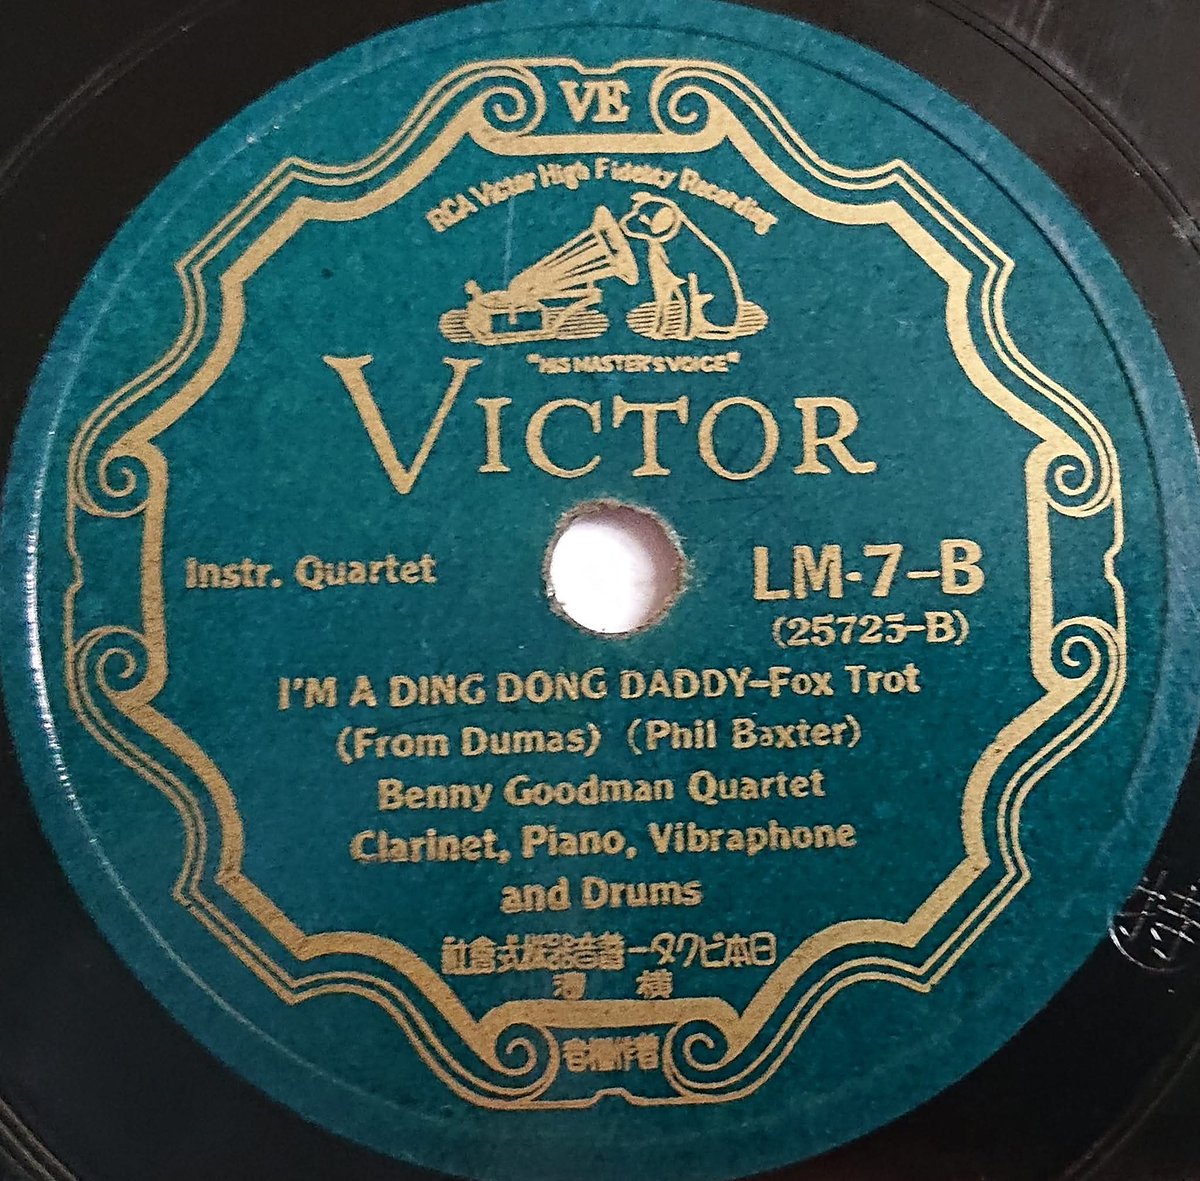 VE
RCA Victor High Fidelity Recording
"HIS MASTER'S VOICE"
VICTOR
Instr. Quartet
LM-7-B
(25725-B)
I'M A DING DONG DADDY-Fox Trot
(From Dumas) (Phil Baxter)
Benny Goodman Quartet
Clarinet, Piano, Vibraphone
and Drums
日本ビクター蓄音器株式會社
横濱